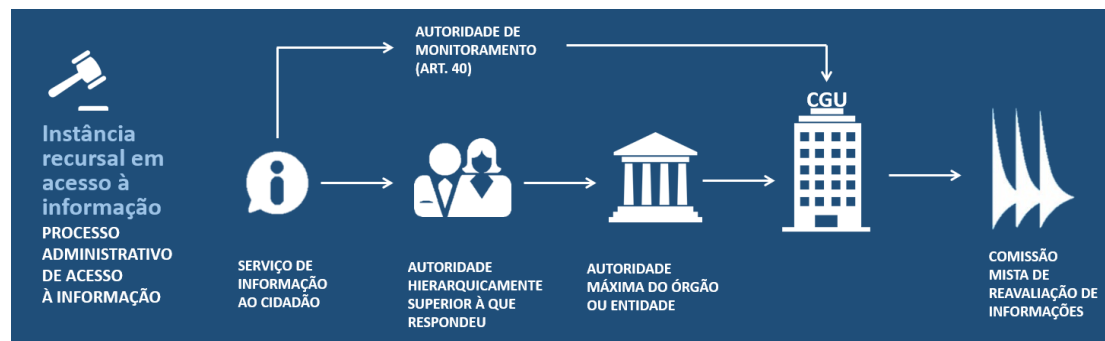 Instância
recursal em
acesso à
informação
PROCESSO
ADMINISTRATIVO
DE ACESSO
À INFORMAÇÃO
AUTORIDADE DE
MONITORAMENTO
(ART. 40)
CGU
SERVIÇO DE
INFORMAÇÃO
AO CIDADÃO
AUTORIDADE
HIERARQUICAMENTE
SUPERIOR À QUE
RESPONDEU
AUTORIDADE
MÁXIMA DO ÓRGÃO
OU ENTIDADE
COMISSÃO
MISTA DE
REAVALIAÇÃO DE
INFORMAÇÕES